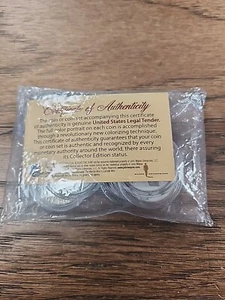 Certificate of Authenticity
The coin or coin set accompanying this certificate
of authenticity is genuine United States Legal Tender.
The full color portrait on each coin is accomplished
through a revolutionary new colorizing technique.
This certificate of authenticity guarantees that your coin
or coin set is authentic and recognized by every
monetary authority around the world, there assuring
its Collector Edition status.